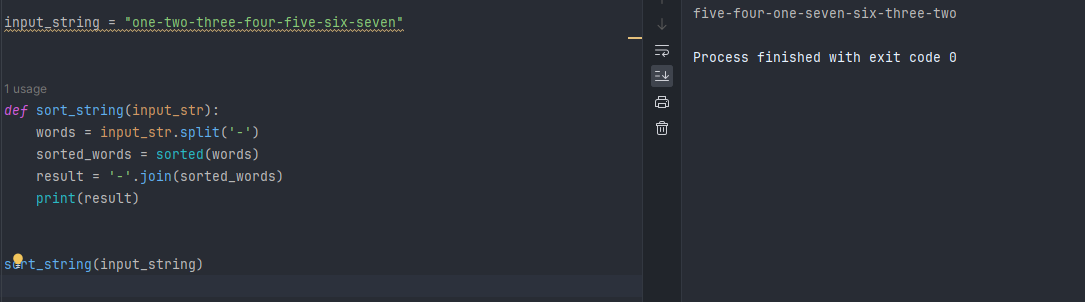 input_string = "one-two-three-four-five-six-seven"
1 usage
def sort_string(input_str):
    words = input_str.split('-')
    sorted_words = sorted(words)
    result = '-'.join(sorted_words)
    print(result)
sort_string(input_string)
five-four-one-seven-six-three-two
Process finished with exit code 0